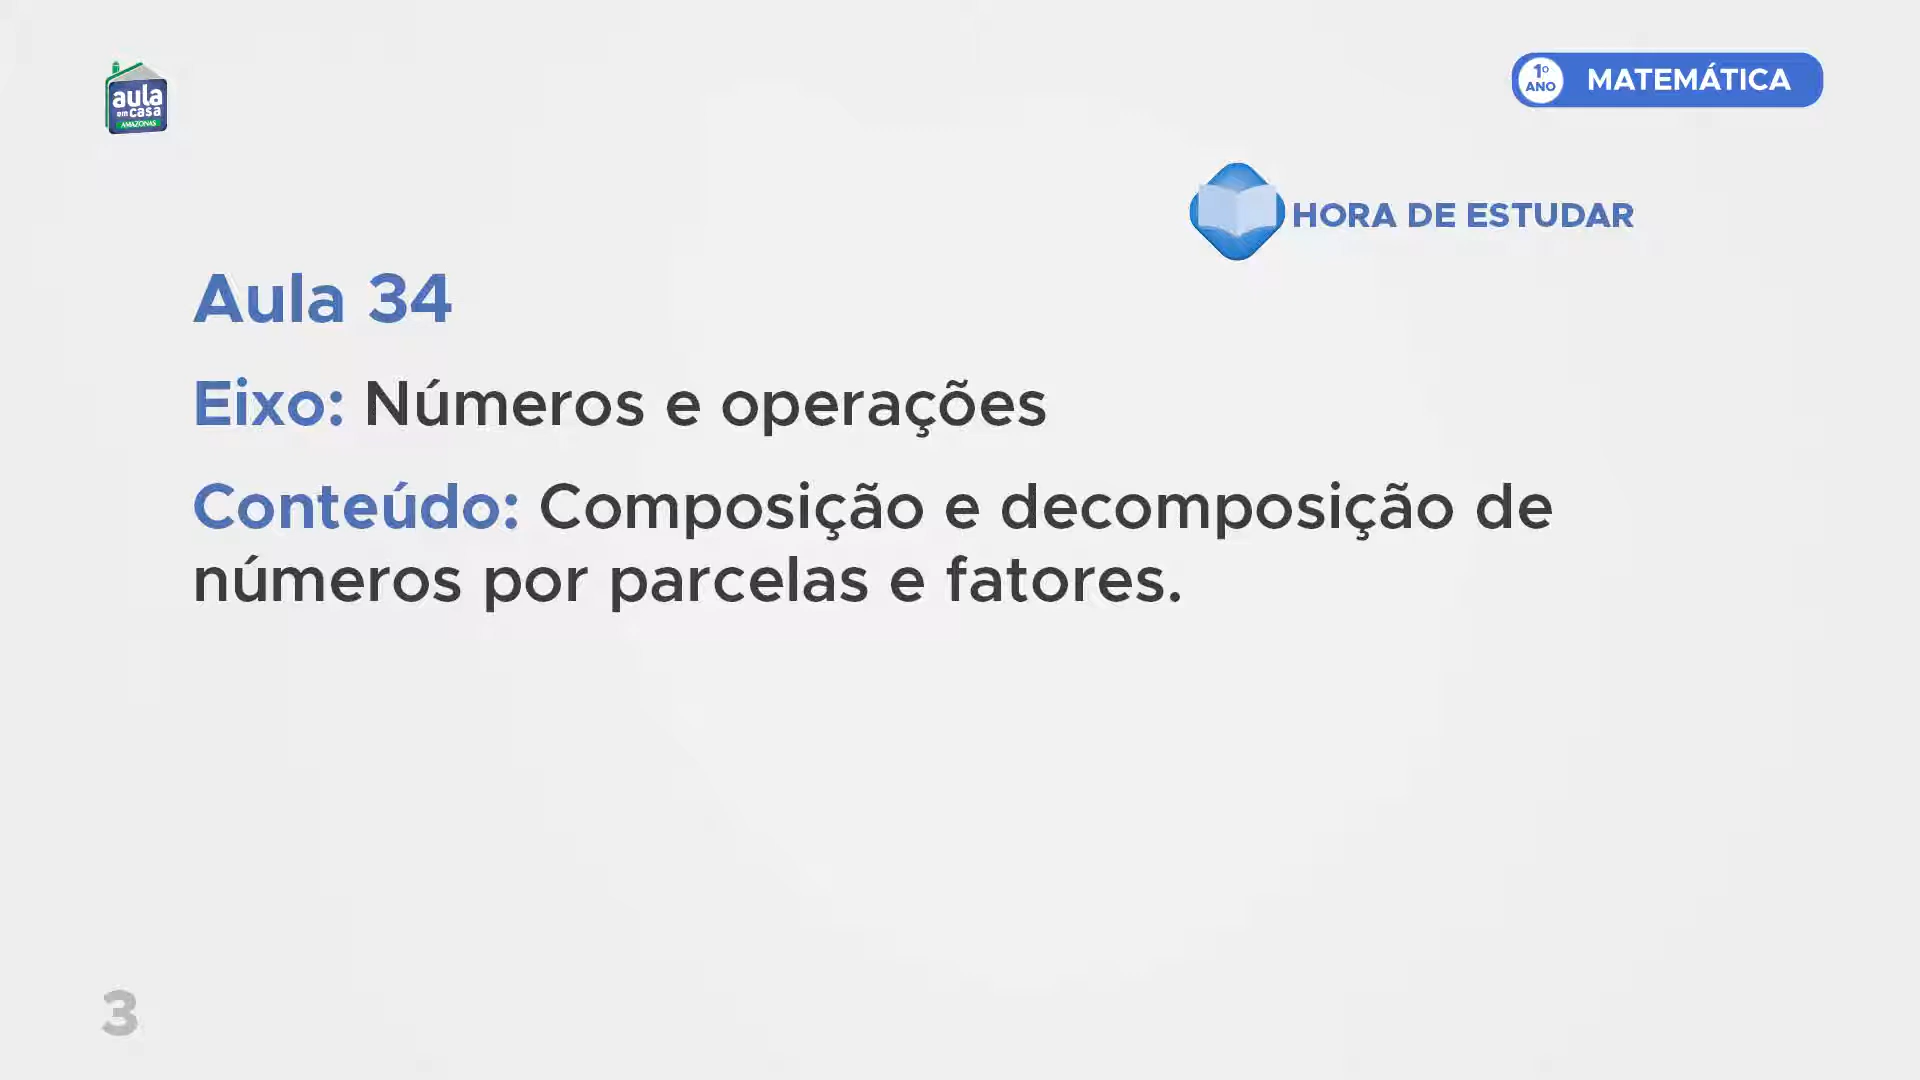 aula
em casa
AMAZONAS
1º
ANO
MATEMÁTICA
HORA DE ESTUDAR
Aula 34
Eixo: Números e operações
Conteúdo: Composição e decomposição de
números por parcelas e fatores.
3